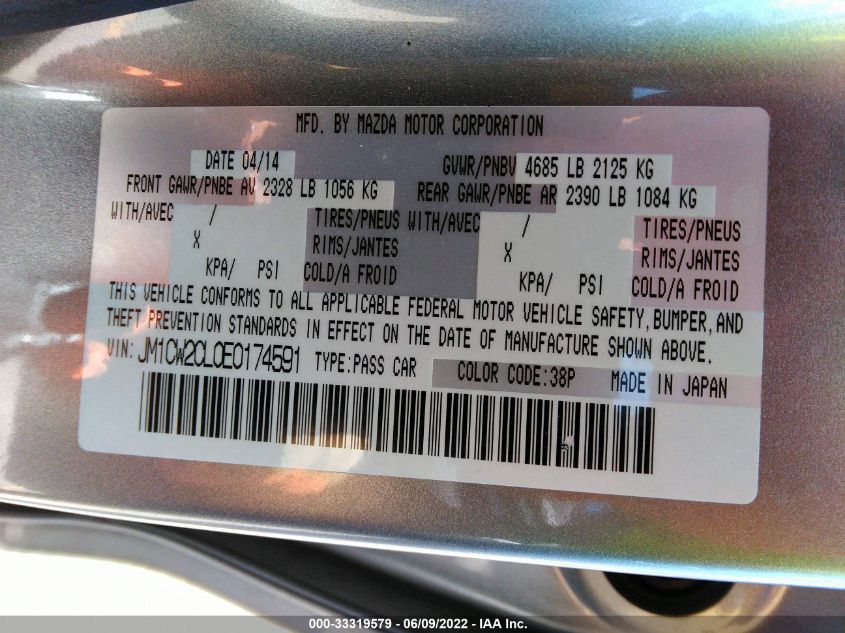 MFD. BY MAZDA MOTOR CORPORATION
DATE 04/14 GVWR/PNBV 4685 LB 2125 KG
FRONT GAWR/PNBE AV 2328 LB 1056 KG REAR GAWR/PNBE AR 2390 LB 1084 KG
WITH/AVEC / TIRES/PNEUS WITH/AVEC / TIRES/PNEUS
X RIMS/JANTES X RIMS/JANTES
KPA/ PSI COLD/A FROID KPA/ PSI COLD/A FROID
THIS VEHICLE CONFORMS TO ALL APPLICABLE FEDERAL MOTOR VEHICLE SAFETY, BUMPER, AND
THEFT PREVENTION STANDARDS IN EFFECT ON THE DATE OF MANUFACTURE SHOWN ABOVE.
VIN: JM1CW2CL0E0174591 TYPE:PASS CAR COLOR CODE:38P MADE IN JAPAN
000-33319579 - 06/09/2022 - IAA Inc.